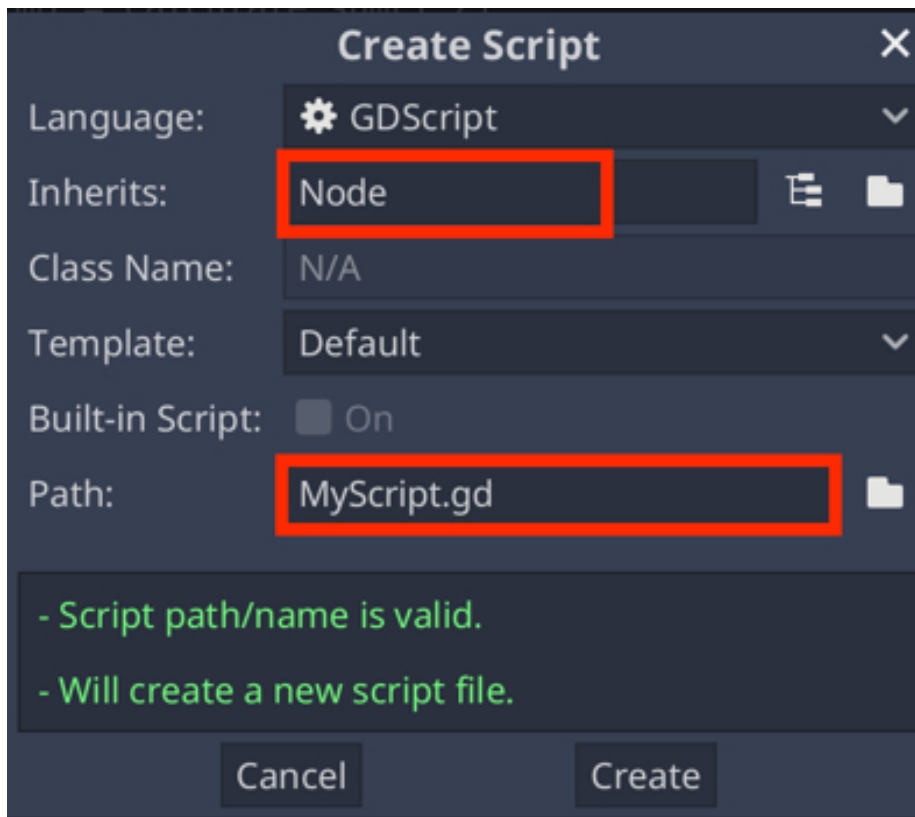 Create Script
Language: GDScript
Inherits: Node
Class Name: N/A
Template: Default
Built-in Script: On
Path: MyScript.gd
- Script path/name is valid.
- Will create a new script file.
Cancel Create